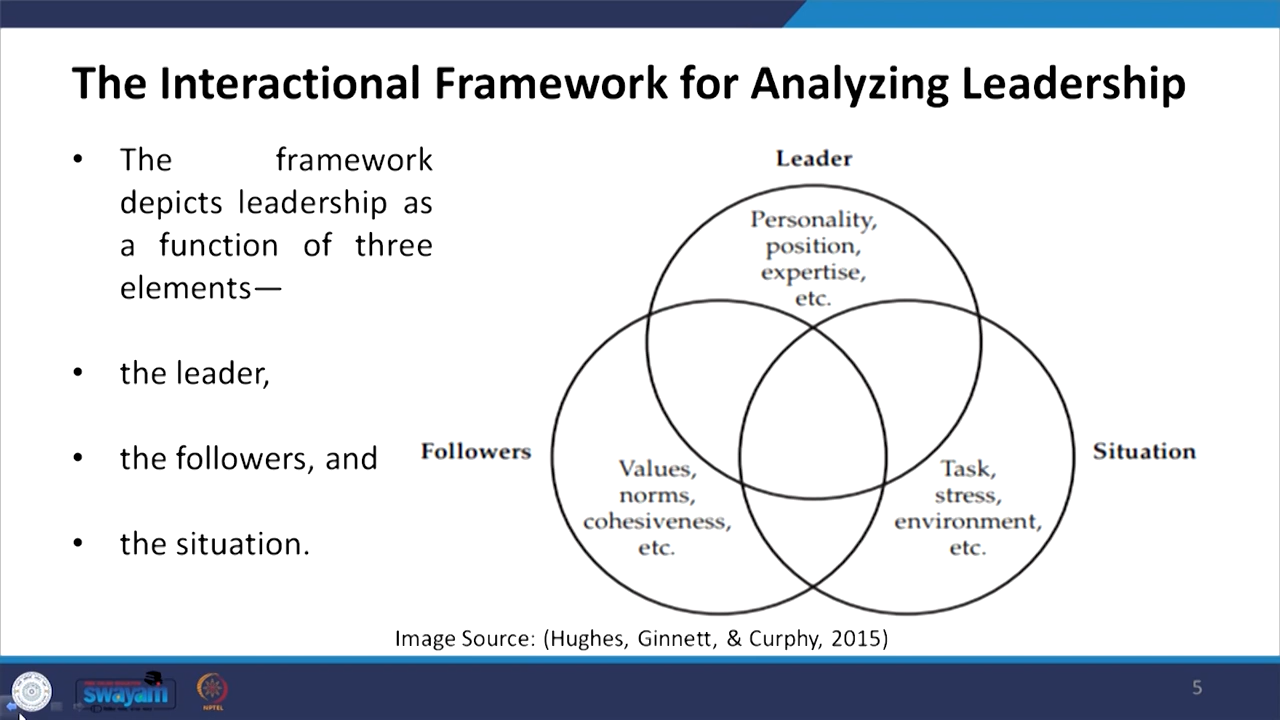 The Interactional Framework for Analyzing Leadership
• The framework
depicts leadership as
a function of three
elements—
• the leader,
• the followers, and
• the situation.
Leader
Personality,
position,
expertise,
etc.
Followers
Values,
norms,
cohesiveness,
etc.
Situation
Task,
stress,
environment,
etc.
Image Source: (Hughes, Ginnett, & Curphy, 2015)
swayam
NPTEL
5